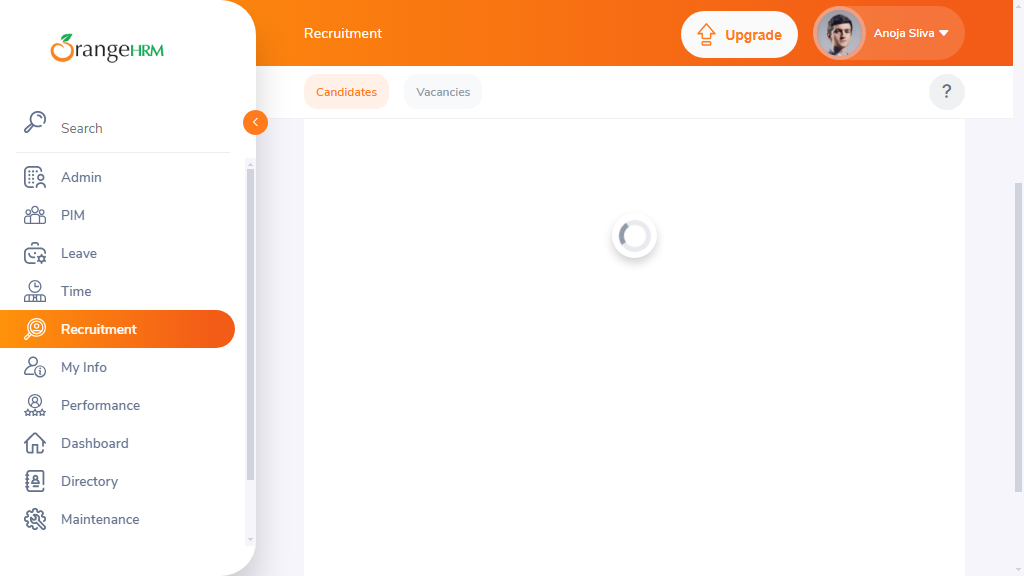 OrangeHRM
Recruitment
Upgrade
Anoja Sliva
Candidates
Vacancies
?
Search
Admin
PIM
Leave
Time
Recruitment
My Info
Performance
Dashboard
Directory
Maintenance